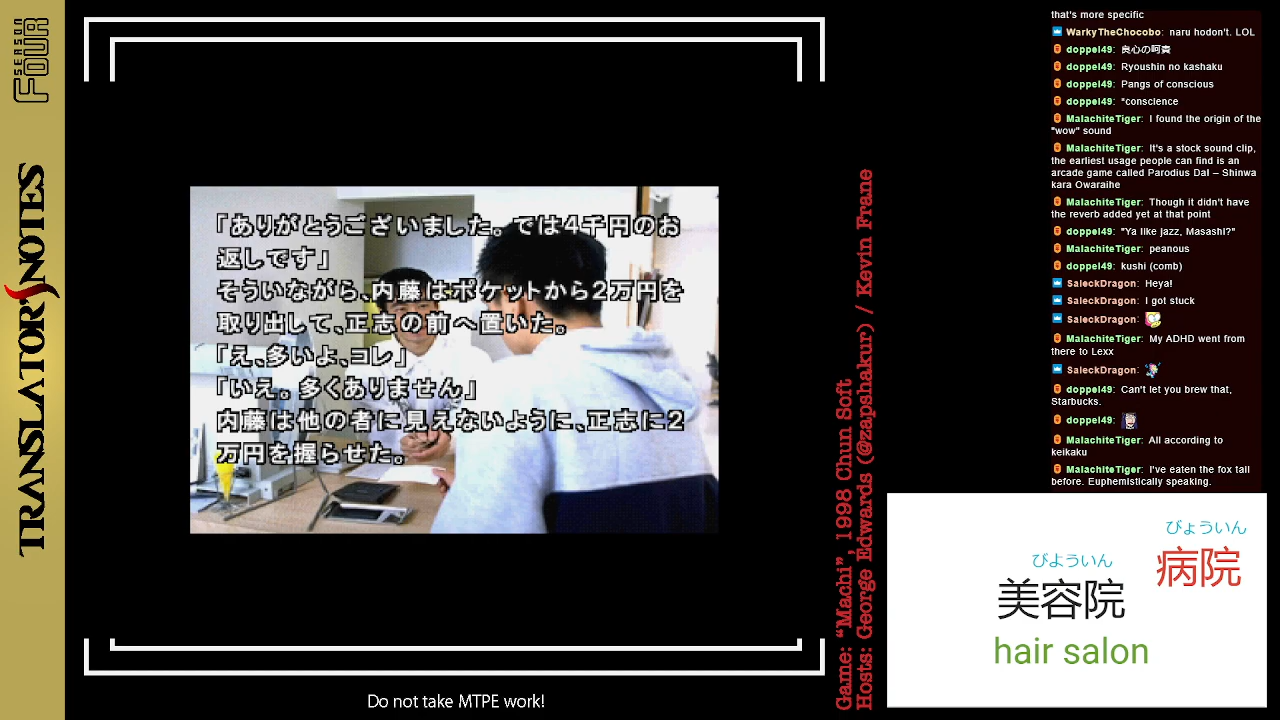 SEASON
FOUR
TRANSLATOR'S NOTES
「ありがとうございました。では4千円のお
返しです」
そういいながら、内藤はポケットから2万円を
取り出して、正志の前へ置いた。
「え、多いよ、コレ」
「いえ。多くありません」
内藤は他の者に見えないように、正志に2
万円を握らせた。
Do not take MTPE work!
Game: "Machi", 1998 Chun Soft
Hosts: George Edwards (@zapshakur) / Kevin Frane
that's more specific
WarkyTheChocobo: naru hodon't. LOL
doppel49: 良心の呵責
doppel49: Ryoushin no kashaku
doppel49: Pangs of conscious
doppel49: *conscience
MalachiteTiger: I found the origin of the
"wow" sound
MalachiteTiger: It's a stock sound clip,
the earliest usage people can find is an
arcade game called Parodius Da! – Shinwa
kara Owaraihe
MalachiteTiger: Though it didn't have
the reverb added yet at that point
doppel49: "Ya like jazz, Masashi?"
MalachiteTiger: peanous
doppel49: kushi (comb)
SaleckDragon: Heya!
SaleckDragon: I got stuck
SaleckDragon:
MalachiteTiger: My ADHD went from
there to Lexx
SaleckDragon:
doppel49: Can't let you brew that,
Starbucks.
doppel49:
MalachiteTiger: All according to
keikaku
MalachiteTiger: I've eaten the fox tail
before. Euphemistically speaking.
びょういん
病院
びよういん
美容院
hair salon